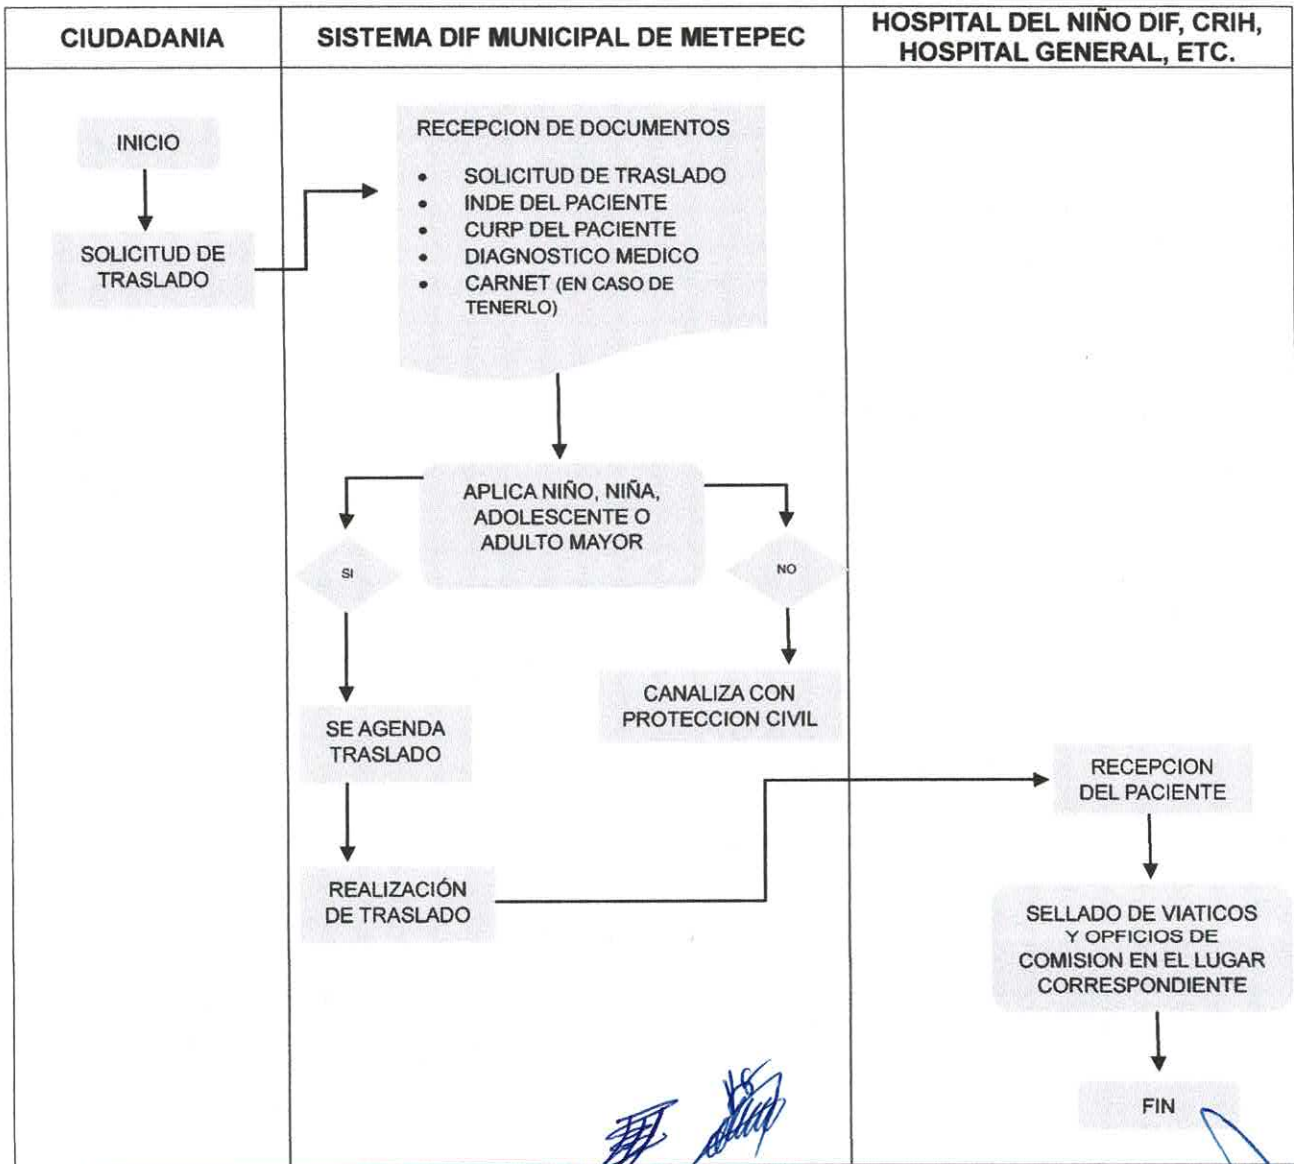 CIUDADANIA
SISTEMA DIF MUNICIPAL DE METEPEC
HOSPITAL DEL NIÑO DIF, CRIH,
HOSPITAL GENERAL, ETC.
INICIO
SOLICITUD DE
TRASLADO
RECEPCION DE DOCUMENTOS
• SOLICITUD DE TRASLADO
• INDE DEL PACIENTE
• CURP DEL PACIENTE
• DIAGNOSTICO MEDICO
• CARNET (EN CASO DE
TENERLO)
APLICA NIÑO, NIÑA,
ADOLESCENTE O
ADULTO MAYOR
SI
NO
SE AGENDA
TRASLADO
CANALIZA CON
PROTECCION CIVIL
REALIZACIÓN
DE TRASLADO
RECEPCION
DEL PACIENTE
SELLADO DE VIATICOS
Y OPFICIOS DE
COMISION EN EL LUGAR
CORRESPONDIENTE
FIN